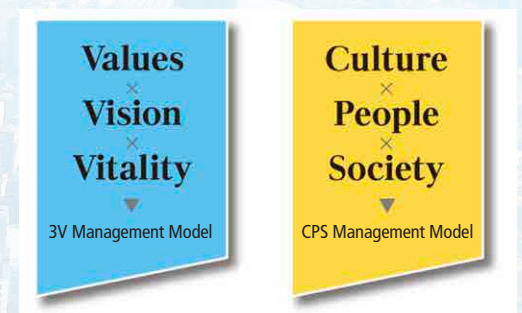 Values
×
Vision
×
Vitality
▼
3V Management Model
Culture
×
People
×
Society
▼
CPS Management Model